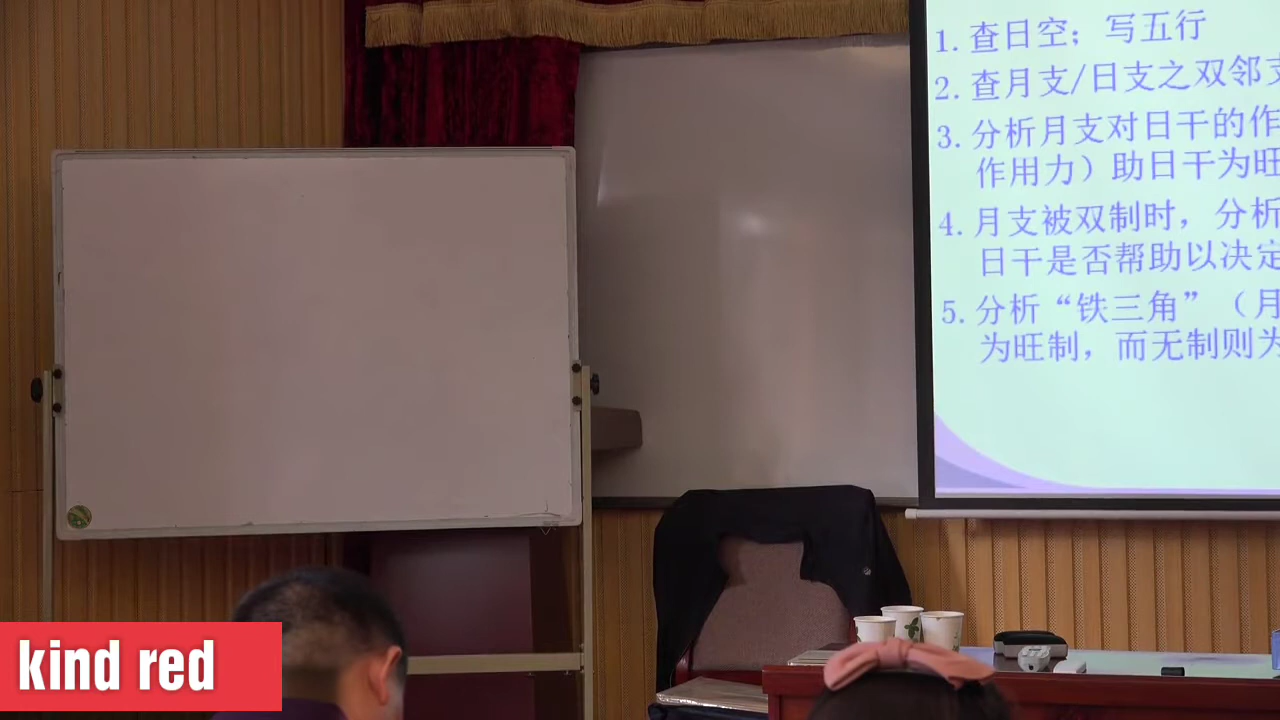 1. 查日空；写五行
2. 查月支/日支之双邻支
3. 分析月支对日干的作
作用力）助日干为旺
4. 月支被双制时，分析
日干是否帮助以决定
5. 分析“铁三角”（月
为旺制，而无制则为
kind red